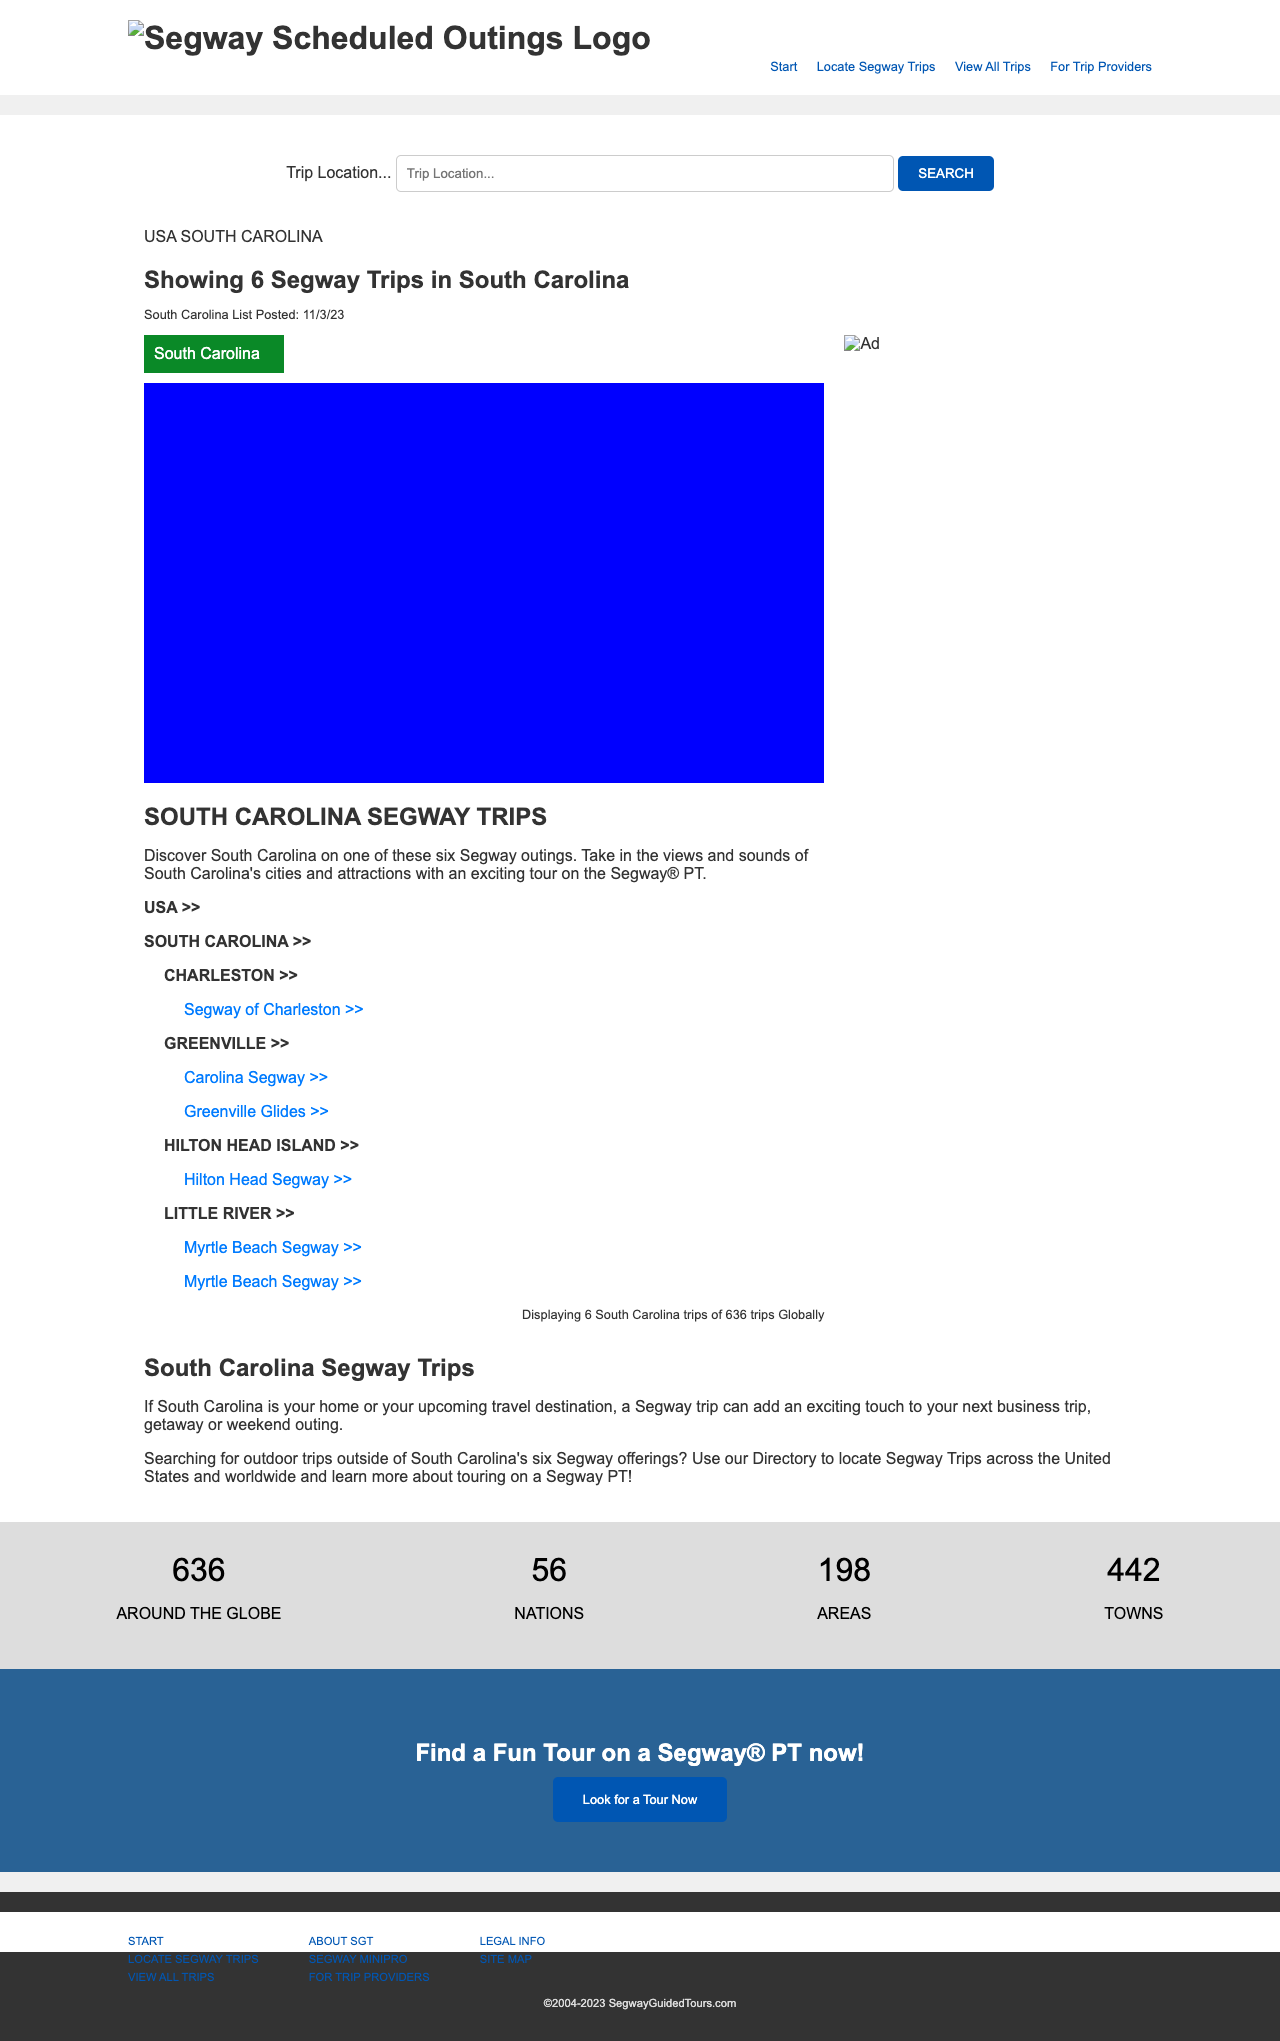 Segway Scheduled Outings Logo
Start Locate Segway Trips View All Trips For Trip Providers
Trip Location... Trip Location... SEARCH
USA SOUTH CAROLINA
Showing 6 Segway Trips in South Carolina
South Carolina List Posted: 11/3/23
South Carolina
Ad
SOUTH CAROLINA SEGWAY TRIPS
Discover South Carolina on one of these six Segway outings. Take in the views and sounds of
South Carolina's cities and attractions with an exciting tour on the Segway® PT.
USA >>
SOUTH CAROLINA >>
CHARLESTON >>
Segway of Charleston >>
GREENVILLE >>
Carolina Segway >>
Greenville Glides >>
HILTON HEAD ISLAND >>
Hilton Head Segway >>
LITTLE RIVER >>
Myrtle Beach Segway >>
Myrtle Beach Segway >>
Displaying 6 South Carolina trips of 636 trips Globally
South Carolina Segway Trips
If South Carolina is your home or your upcoming travel destination, a Segway trip can add an exciting touch to your next business trip,
getaway or weekend outing.
Searching for outdoor trips outside of South Carolina's six Segway offerings? Use our Directory to locate Segway Trips across the United
States and worldwide and learn more about touring on a Segway PT!
636 56 198 442
AROUND THE GLOBE NATIONS AREAS TOWNS
Find a Fun Tour on a Segway® PT now!
Look for a Tour Now
START ABOUT SGT LEGAL INFO
LOCATE SEGWAY TRIPS SEGWAY MINIPRO SITE MAP
VIEW ALL TRIPS FOR TRIP PROVIDERS
©2004-2023 SegwayGuidedTours.com